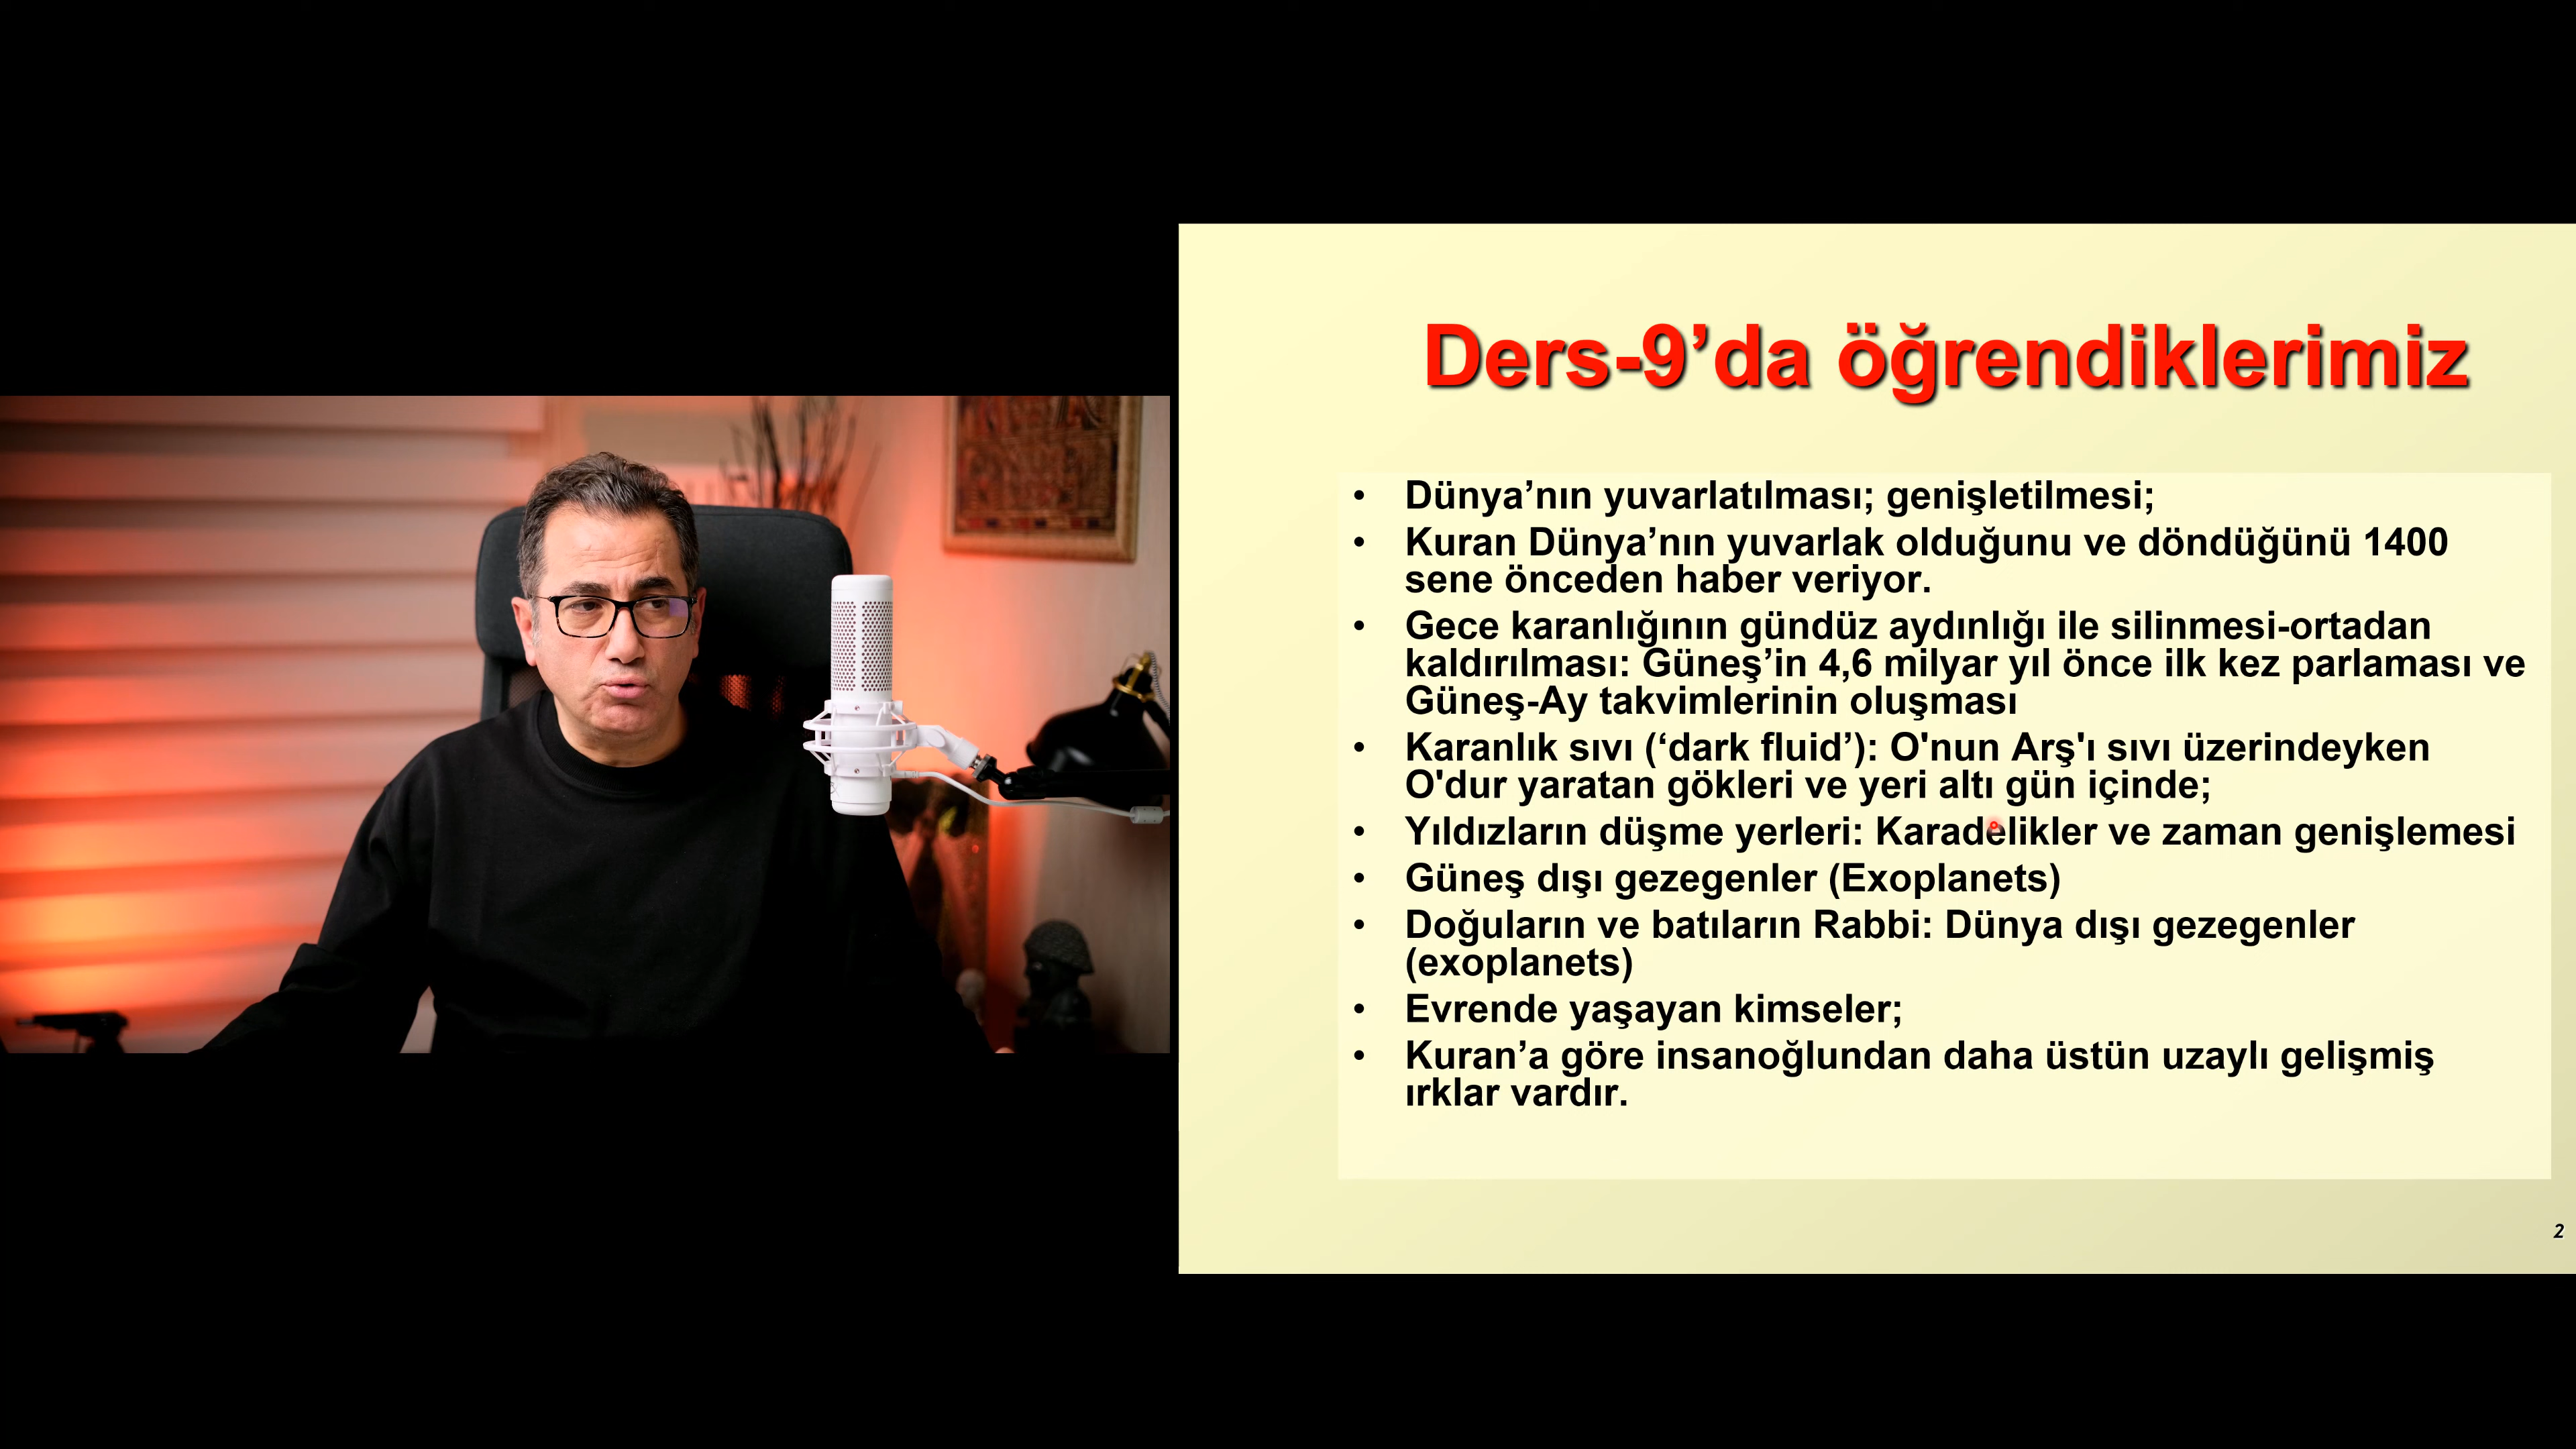 Ders-9’da öğrendiklerimiz
• Dünya’nın yuvarlatılması; genişletilmesi;
• Kuran Dünya’nın yuvarlak olduğunu ve döndüğünü 1400
sene önceden haber veriyor.
• Gece karanlığının gündüz aydınlığı ile silinmesi-ortadan
kaldırılması: Güneş’in 4,6 milyar yıl önce ilk kez parlaması ve
Güneş-Ay takvimlerinin oluşması
• Karanlık sıvı (‘dark fluid’): O'nun Arş'ı sıvı üzerindeyken
O'dur yaratan gökleri ve yeri altı gün içinde;
• Yıldızların düşme yerleri: Karadelikler ve zaman genişlemesi
• Güneş dışı gezegenler (Exoplanets)
• Doğuların ve batıların Rabbi: Dünya dışı gezegenler
(exoplanets)
• Evrende yaşayan kimseler;
• Kuran’a göre insanoğlundan daha üstün uzaylı gelişmiş
ırklar vardır.
2